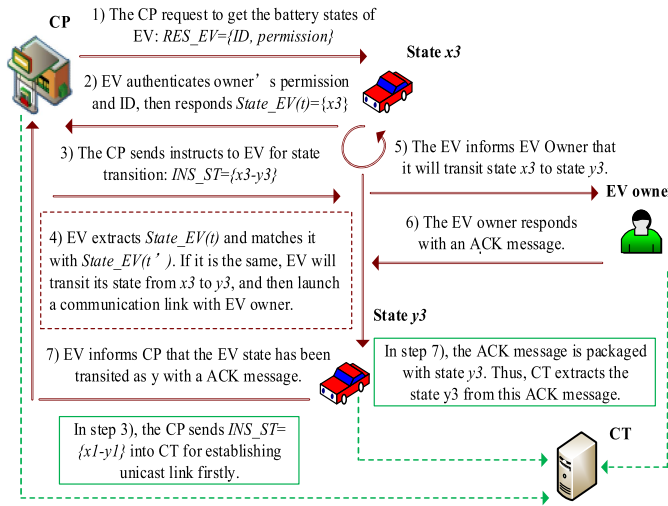 CP
1) The CP request to get the battery states of
EV: RES_EV={ID, permission}
State x3
2) EV authenticates owner’s permission
and ID, then responds State_EV(t)={x3}
3) The CP sends instructs to EV for state
transition: INS_ST={x3-y3}
5) The EV informs EV Owner that
it will transit state x3 to state y3.
EV owner
4) EV extracts State_EV(t) and matches it
with State_EV(t’). If it is the same, EV will
transit its state from x3 to y3, and then launch
a communication link with EV owner.
6) The EV owner responds
with an ACK message.
State y3
7) EV informs CP that the EV state has been
transited as y with a ACK message.
In step 7), the ACK message is packaged
with state y3. Thus, CT extracts the
state y3 from this ACK message.
In step 3), the CP sends INS_ST=
{x1-y1} into CT for establishing
unicast link firstly.
CT